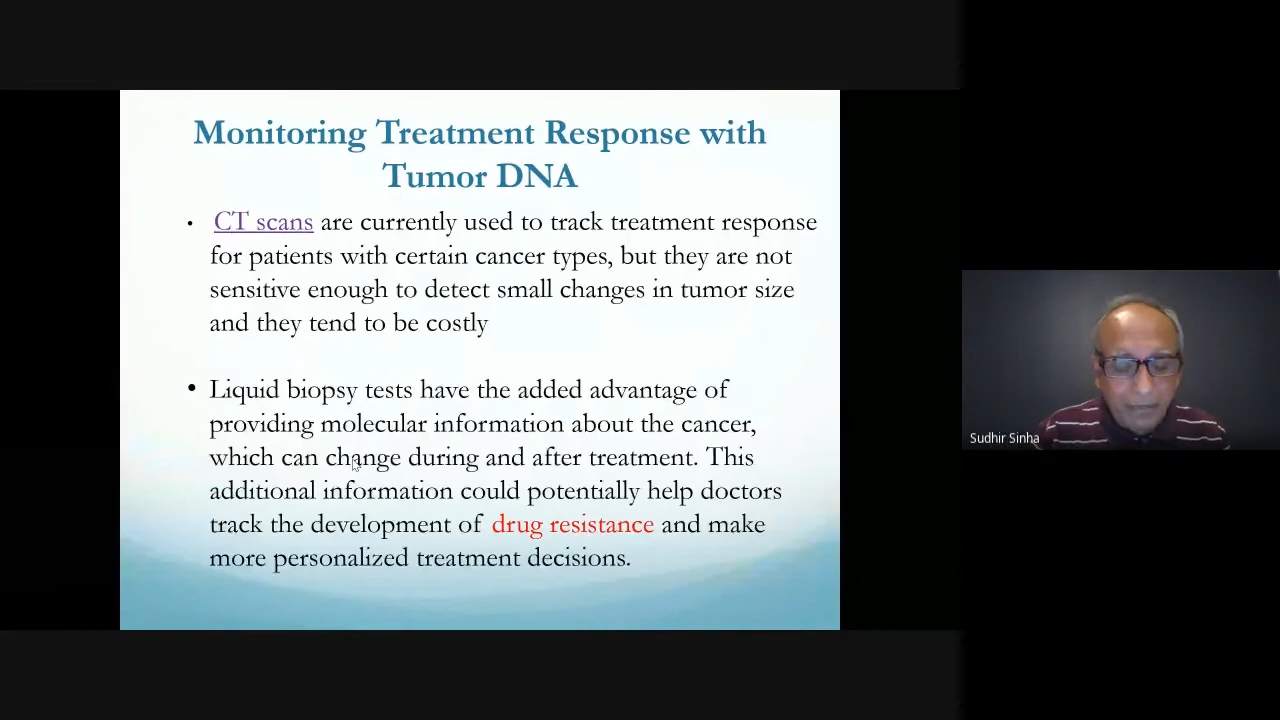 Monitoring Treatment Response with
Tumor DNA
• CT scans are currently used to track treatment response
for patients with certain cancer types, but they are not
sensitive enough to detect small changes in tumor size
and they tend to be costly
• Liquid biopsy tests have the added advantage of
providing molecular information about the cancer,
which can change during and after treatment. This
additional information could potentially help doctors
track the development of drug resistance and make
more personalized treatment decisions.
Sudhir Sinha